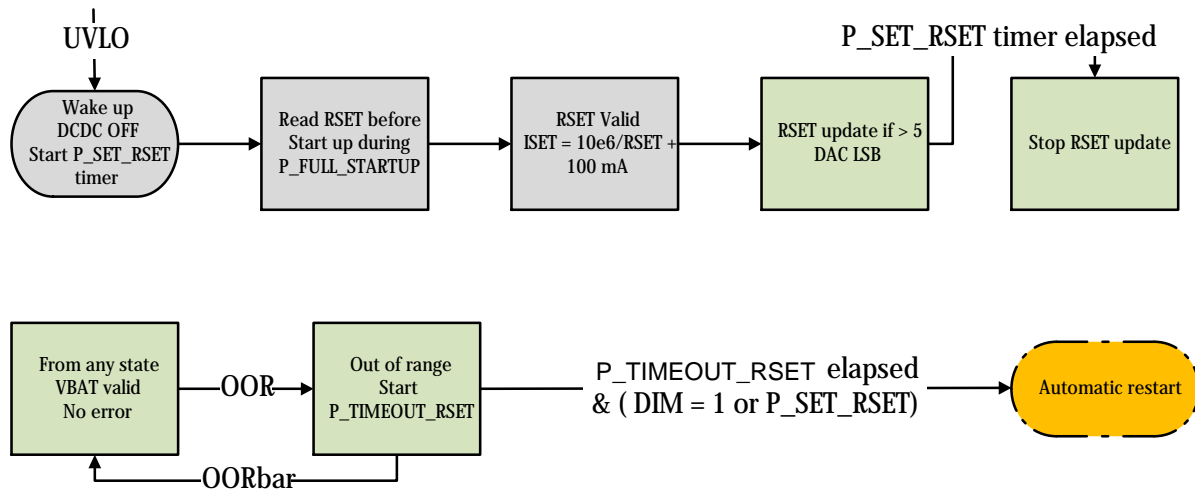 UVLO
P_SET_RSET timer elapsed
Wake up
DCDC OFF
Start P_SET_RSET
timer
Read RSET before
Start up during
P_FULL_STARTUP
RSET Valid
ISET = 10e6/RSET +
100 mA
RSET update if > 5
DAC LSB
Stop RSET update
From any state
VBAT valid
No error
OOR
Out of range
Start
P_TIMEOUT_RSET
P_TIMEOUT_RSET elapsed
& ( DIM = 1 or P_SET_RSET)
Automatic restart
OORbar